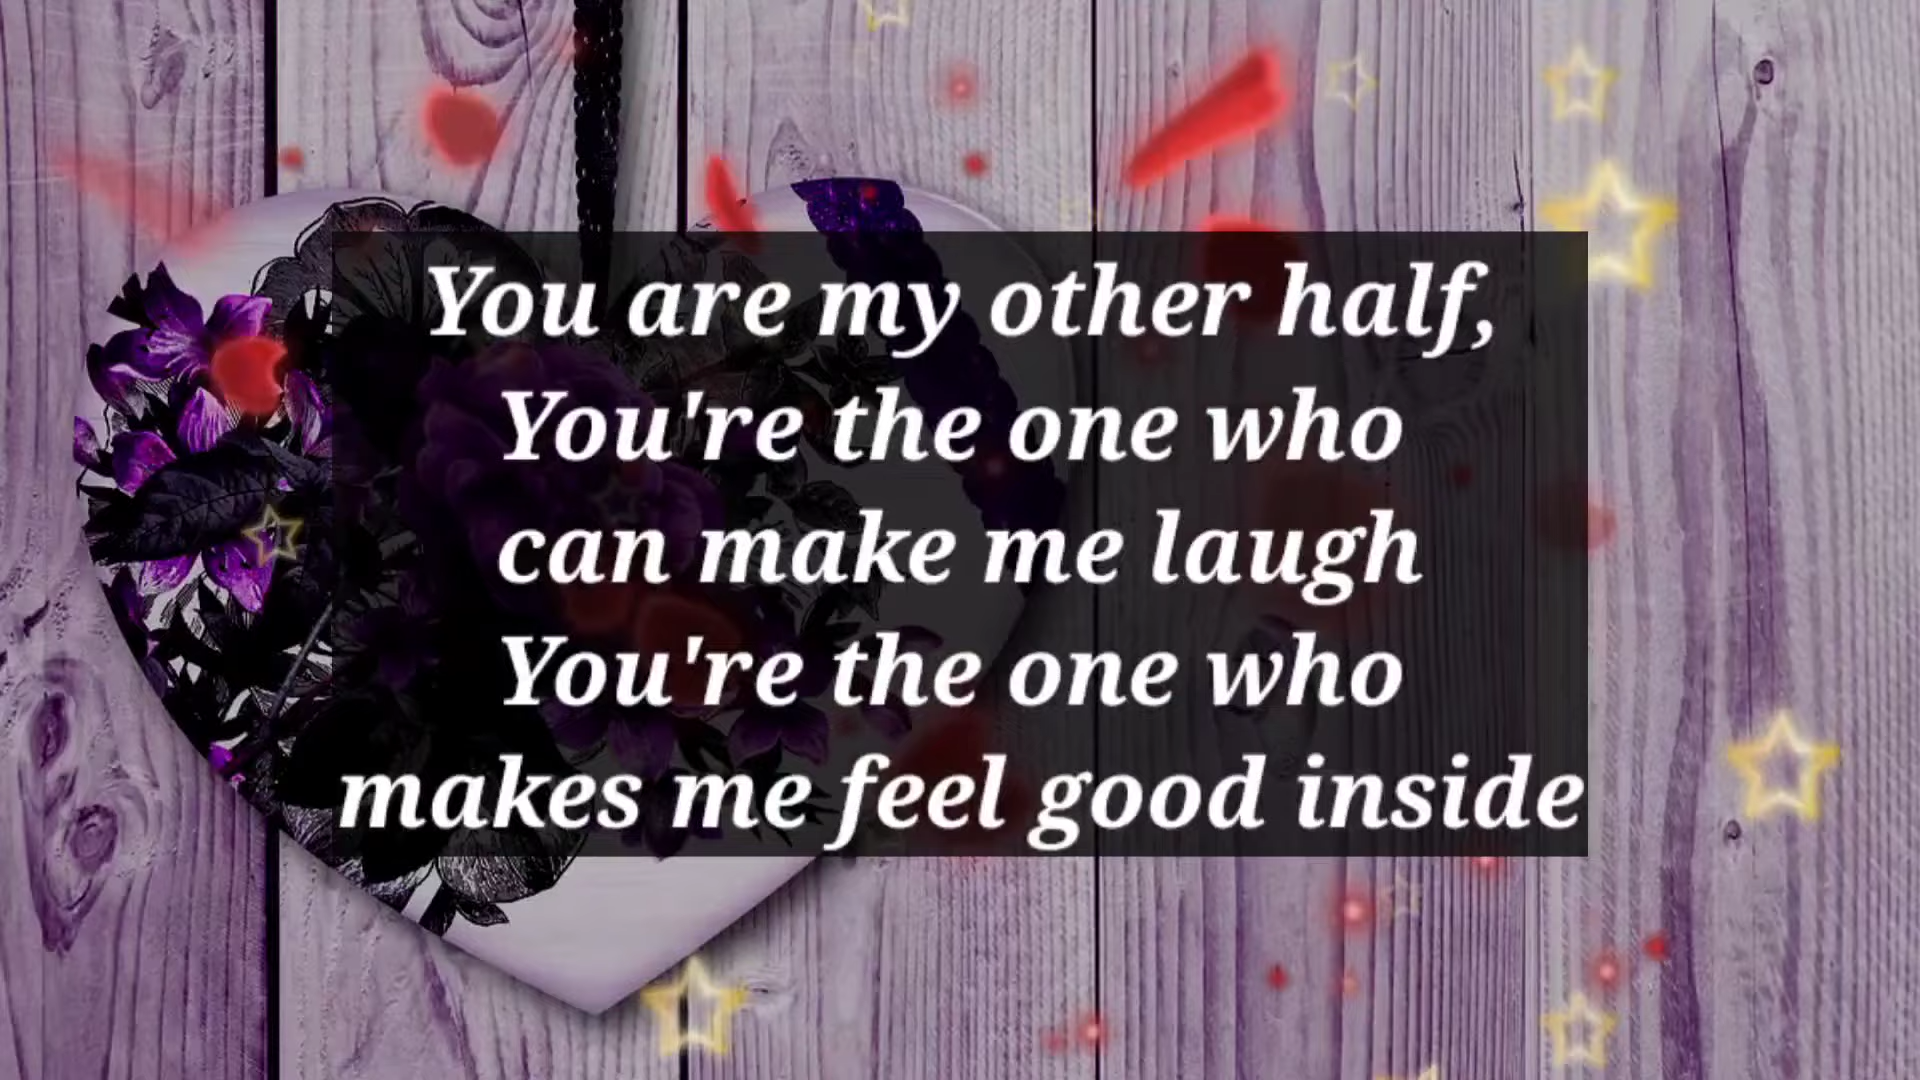 You are my other half,
You're the one who
can make me laugh
You're the one who
makes me feel good inside